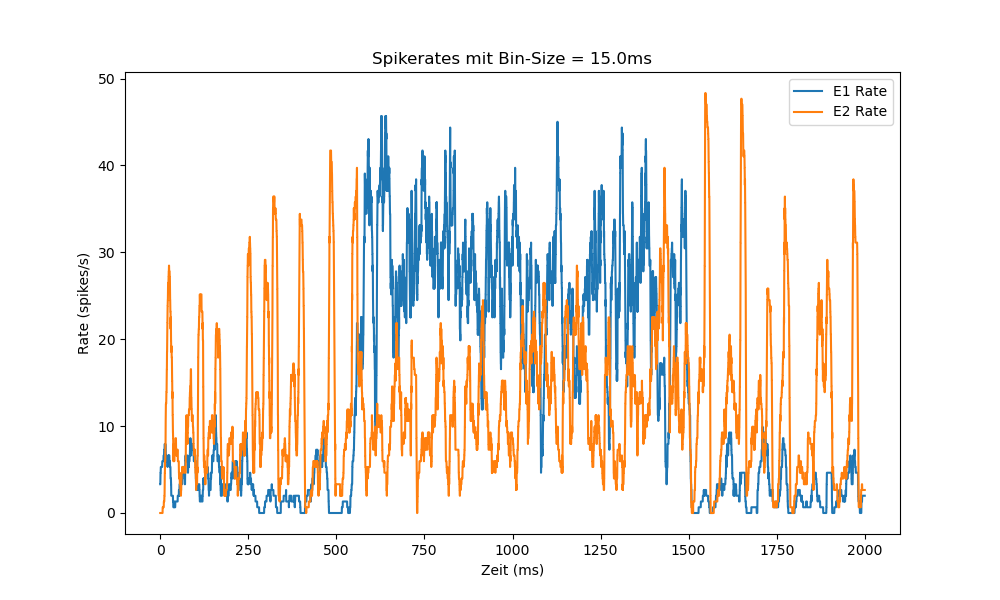 Spikerates mit Bin-Size = 15.0ms
E1 Rate
E2 Rate
50
40
30
20
10
0
Rate (spikes/s)
0 250 500 750 1000 1250 1500 1750 2000
Zeit (ms)